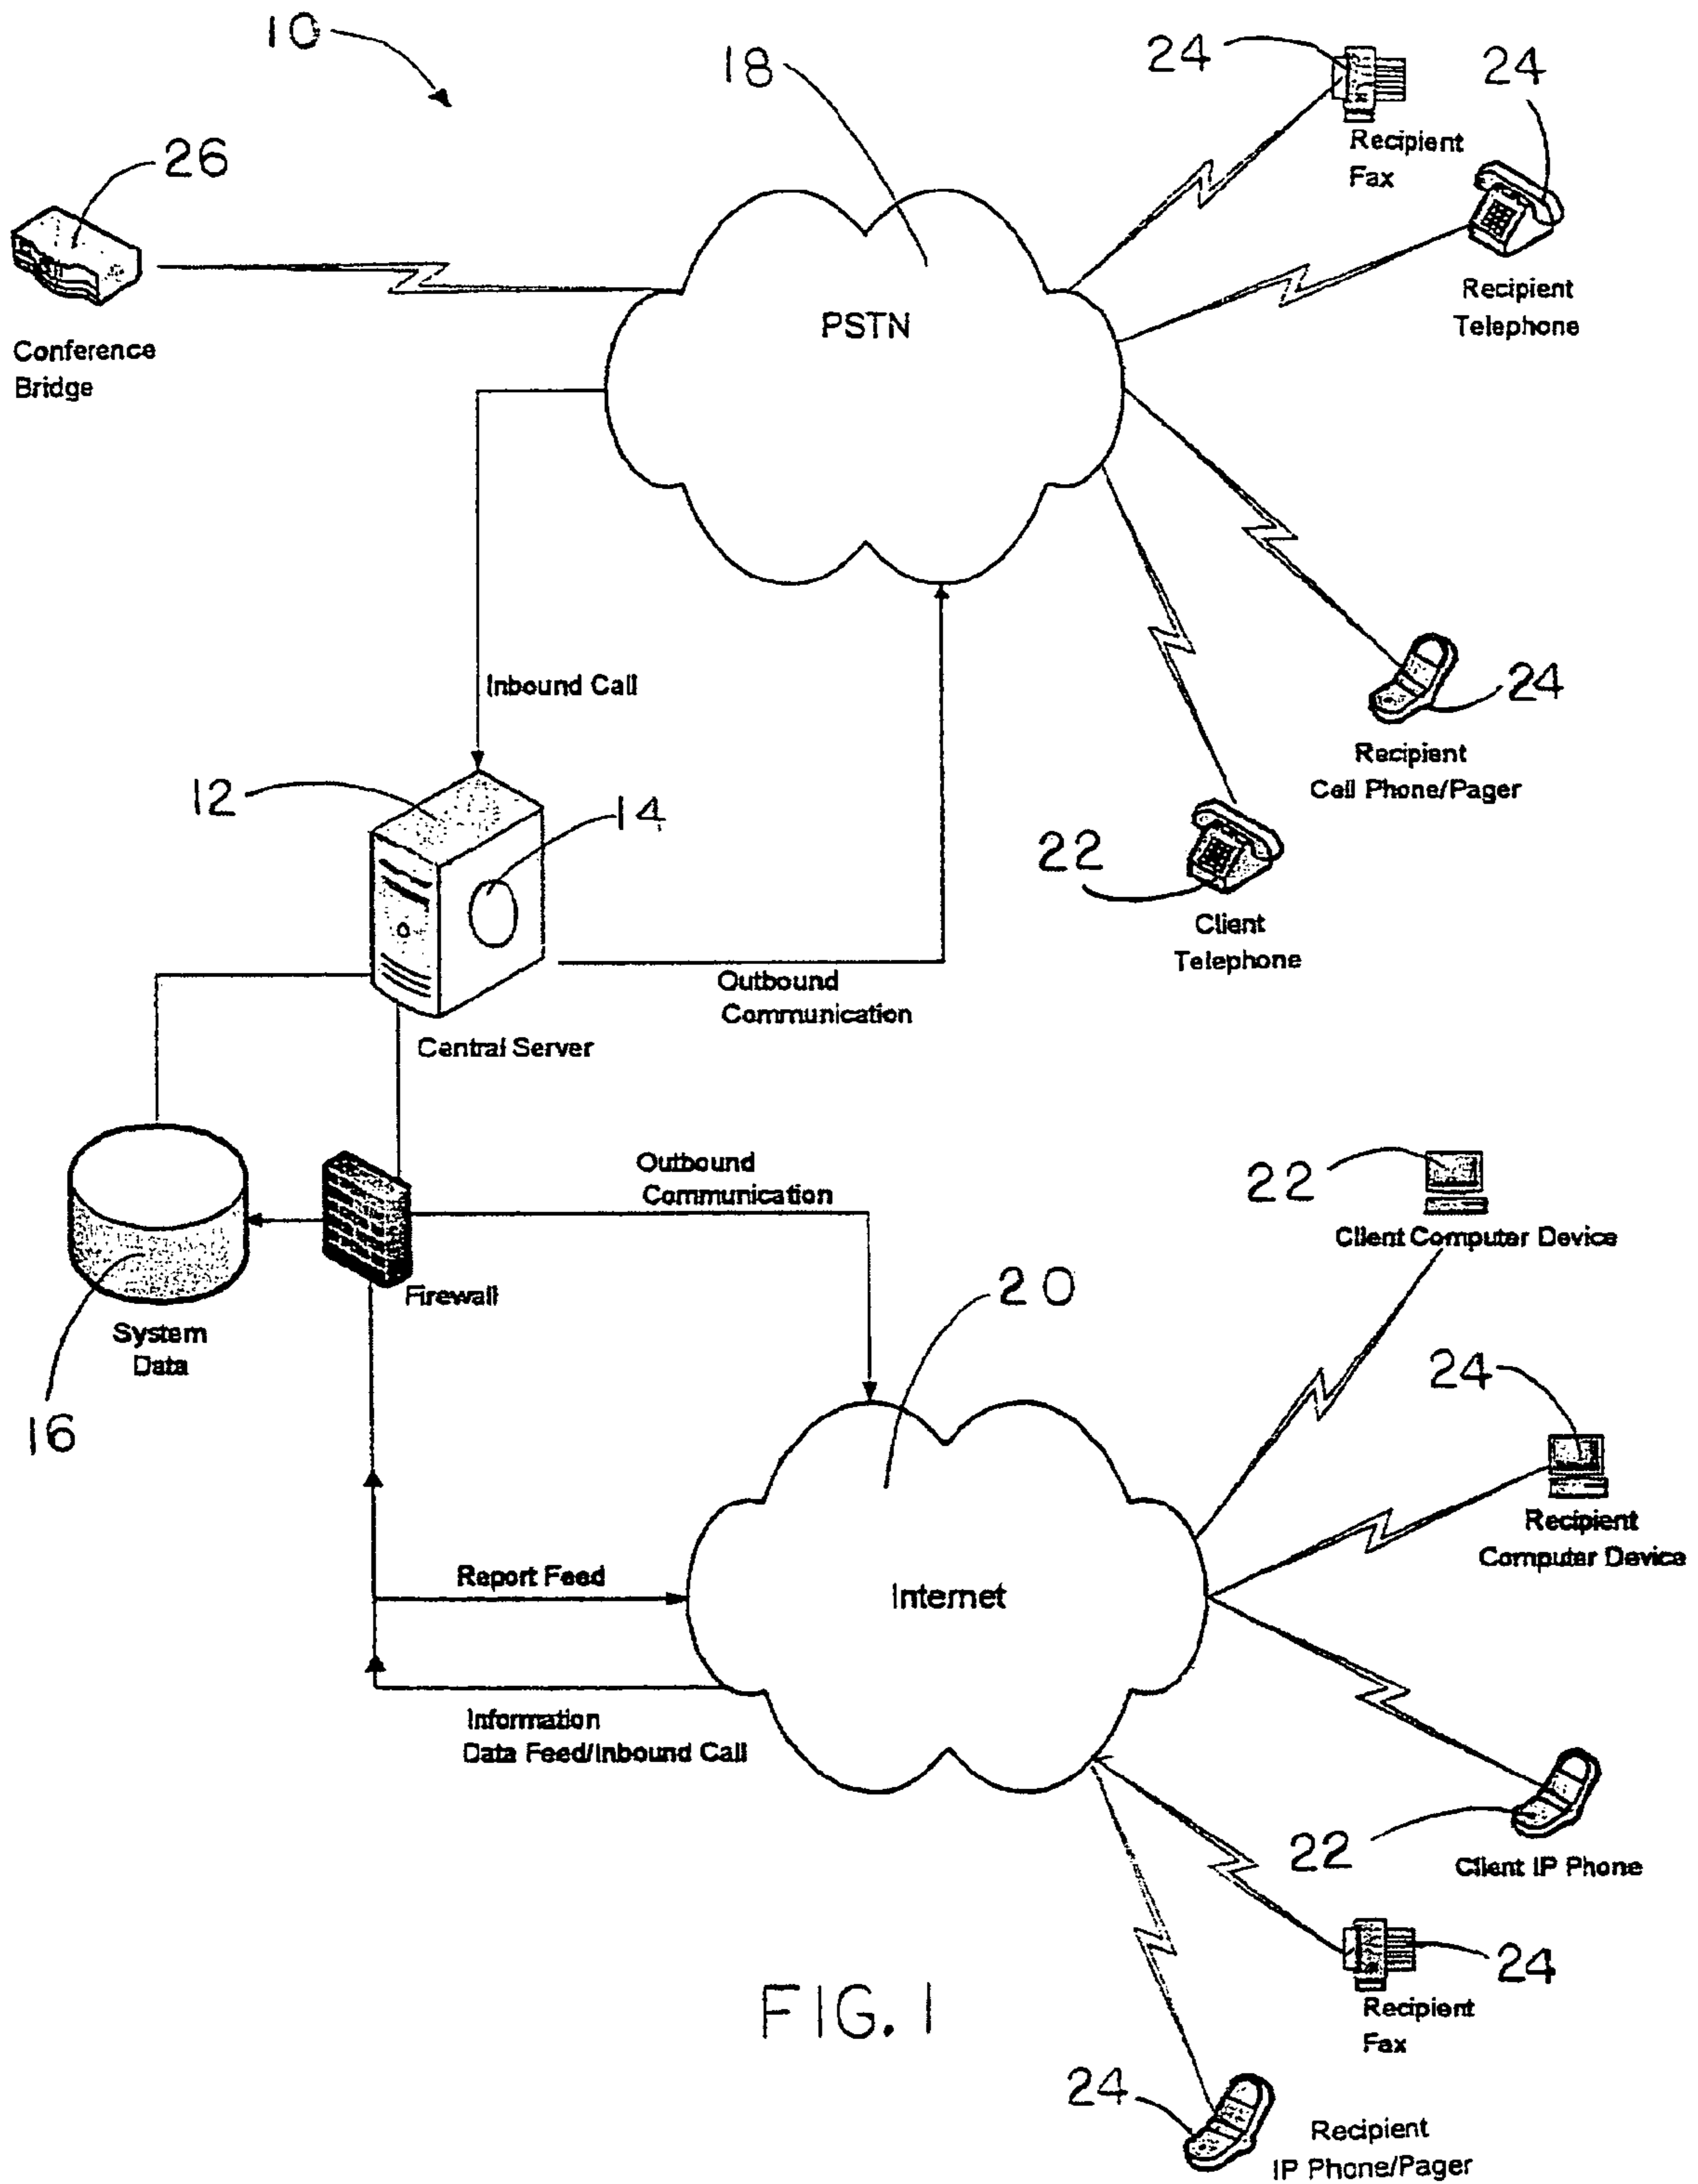 10
18
24
24
Recipient
Fax
26
Recipient
Telephone
PSTN
Conference
Bridge
Inbound Call
24
Recipient
Cell Phone/Pager
12
14
22
Client
Telephone
Outbound
Communication
Central Server
Outbound
Communication
22
Client Computer Device
Firewall
20
System
Data
16
24
Recipient
Computer Device
Report Feed
Internet
Information
Data Feed/Inbound Call
22
Client IP Phone
24
Recipient
Fax
FIG. 1
24
Recipient
IP Phone/Pager